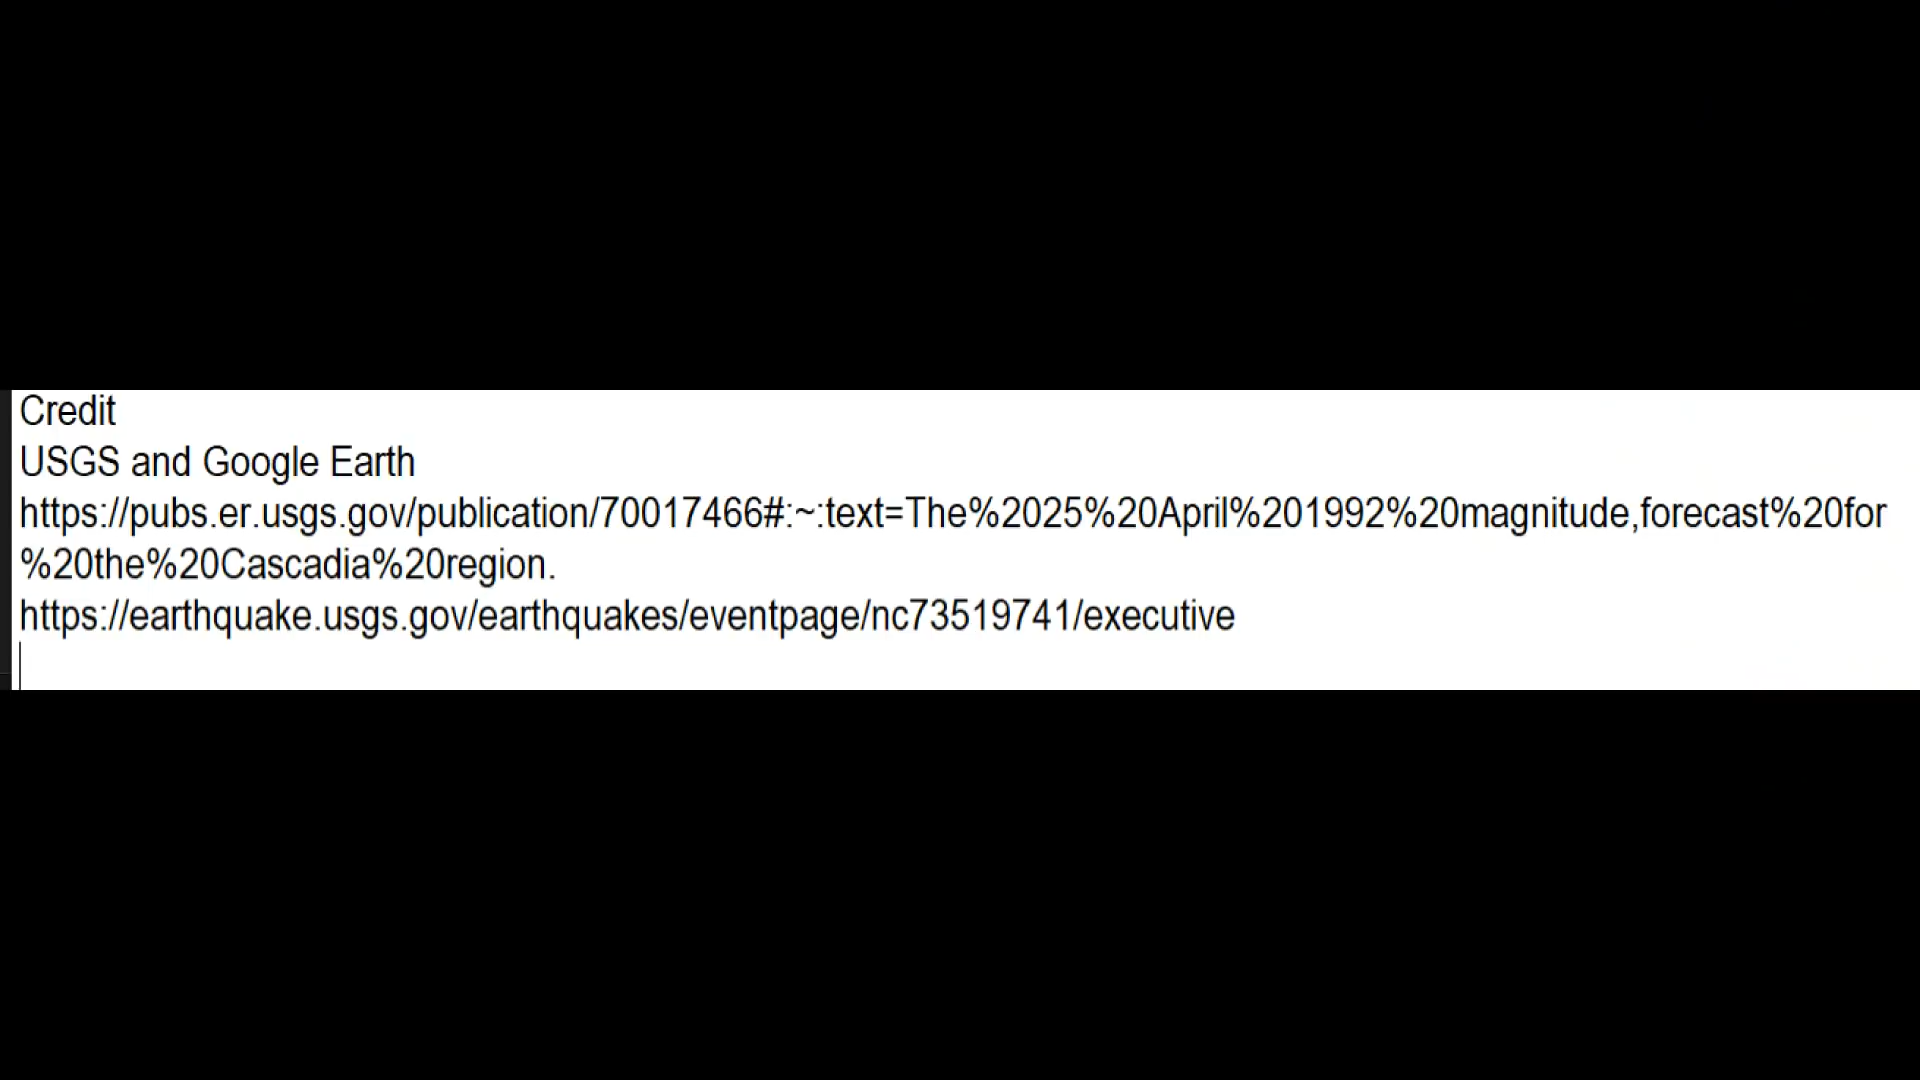 Credit
USGS and Google Earth
https://pubs.er.usgs.gov/publication/70017466#:~:text=The%2025%20April%201992%20magnitude,forecast%20for
%20the%20Cascadia%20region.
https://earthquake.usgs.gov/earthquakes/eventpage/nc73519741/executive